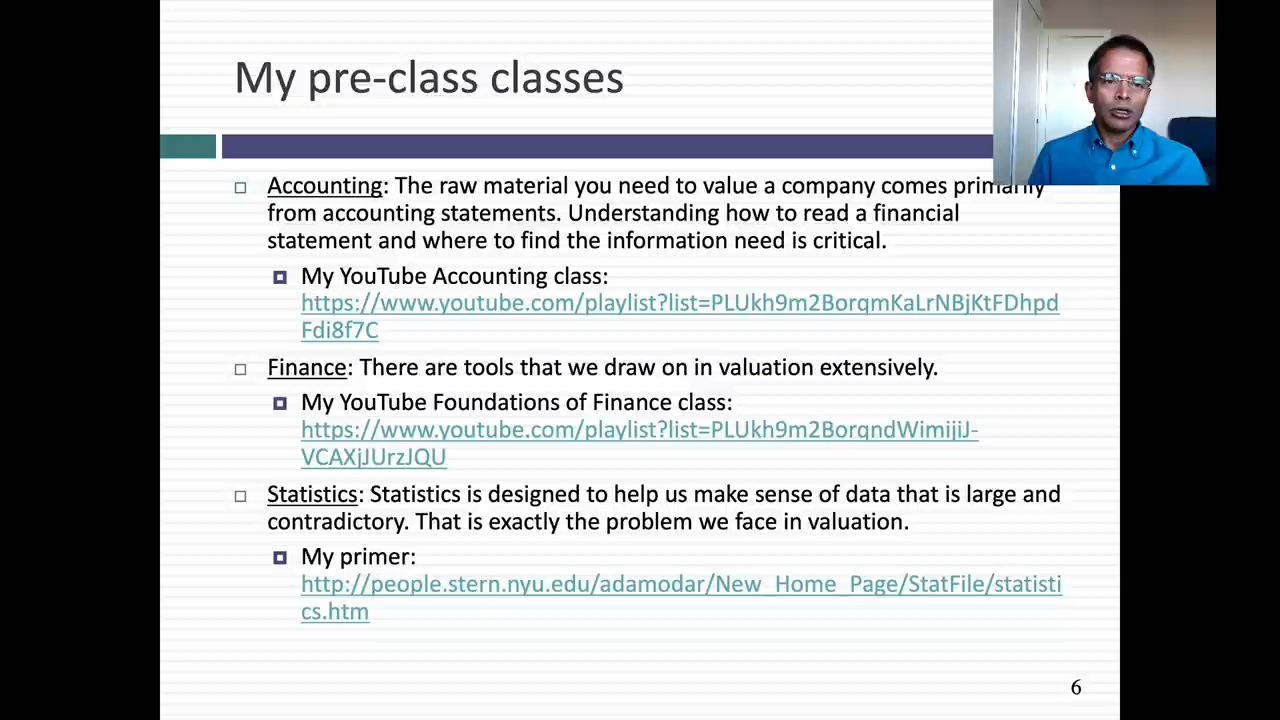 My pre-class classes
Accounting: The raw material you need to value a company comes primarily
from accounting statements. Understanding how to read a financial
statement and where to find the information need is critical.
My YouTube Accounting class:
https://www.youtube.com/playlist?list=PLUkh9m2BorqmKaLrNBjKtFDhpd
Fdi8f7C
Finance: There are tools that we draw on in valuation extensively.
My YouTube Foundations of Finance class:
https://www.youtube.com/playlist?list=PLUkh9m2BorqndWimijiJ-
VCAXjJUrzJQU
Statistics: Statistics is designed to help us make sense of data that is large and
contradictory. That is exactly the problem we face in valuation.
My primer:
http://people.stern.nyu.edu/adamodar/New_Home_Page/StatFile/statisti
cs.htm
6